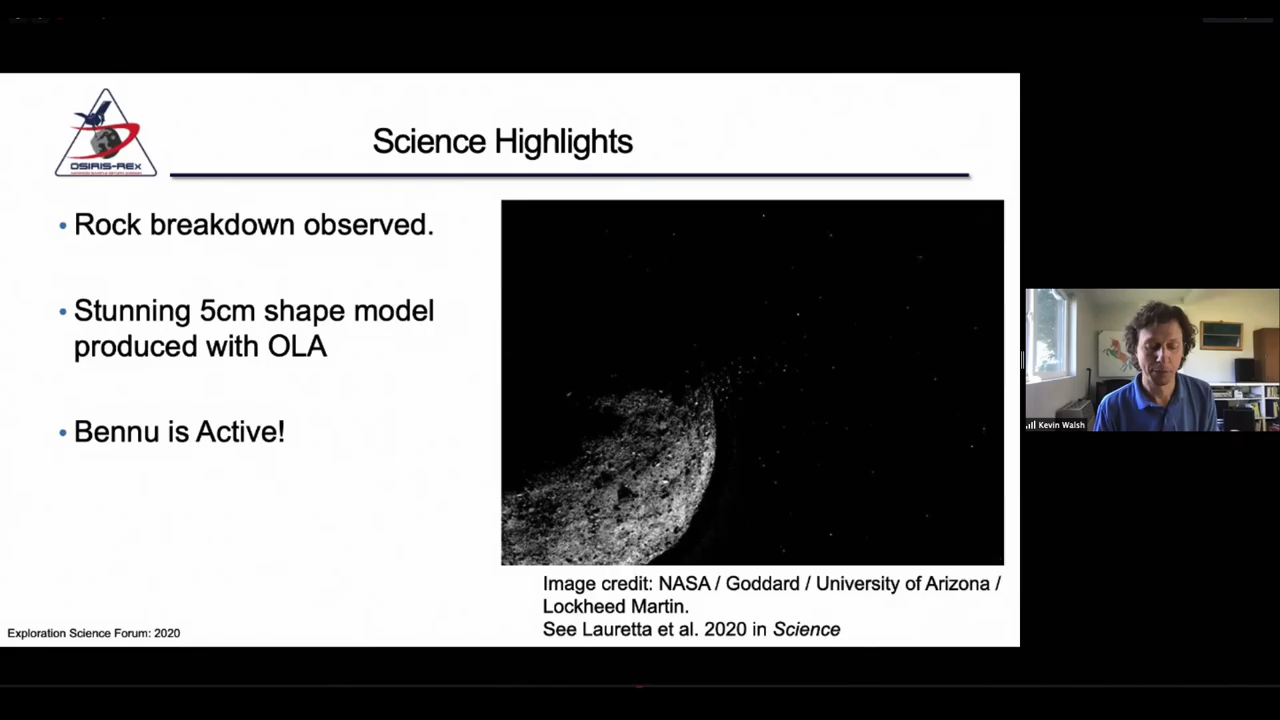 OSIRIS-REx
Science Highlights
• Rock breakdown observed.
• Stunning 5cm shape model
produced with OLA
• Bennu is Active!
Image credit: NASA / Goddard / University of Arizona /
Lockheed Martin.
See Lauretta et al. 2020 in Science
Exploration Science Forum: 2020
Kevin Walsh